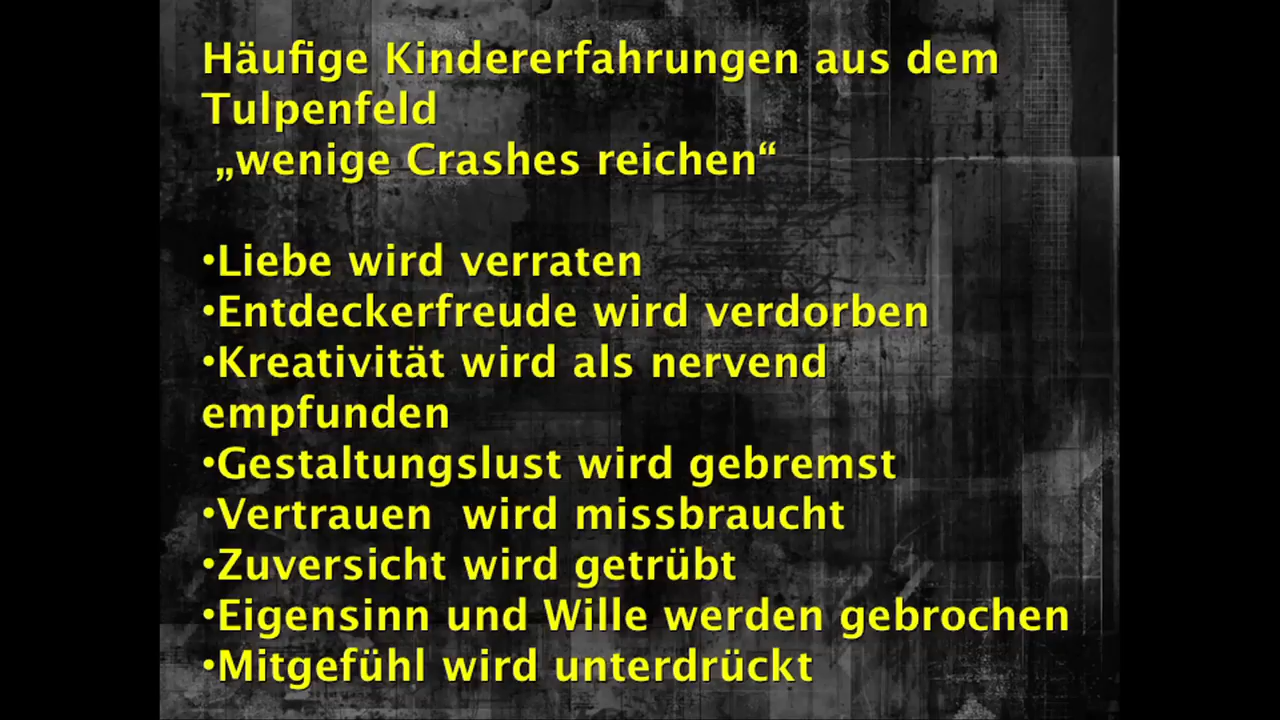 Häufige Kindererfahrungen aus dem
Tulpenfeld
„wenige Crashes reichen“
•Liebe wird verraten
•Entdeckerfreude wird verdorben
•Kreativität wird als nervend
empfunden
•Gestaltungslust wird gebremst
•Vertrauen  wird missbraucht
•Zuversicht wird getrübt
•Eigensinn und Wille werden gebrochen
•Mitgefühl wird unterdrückt